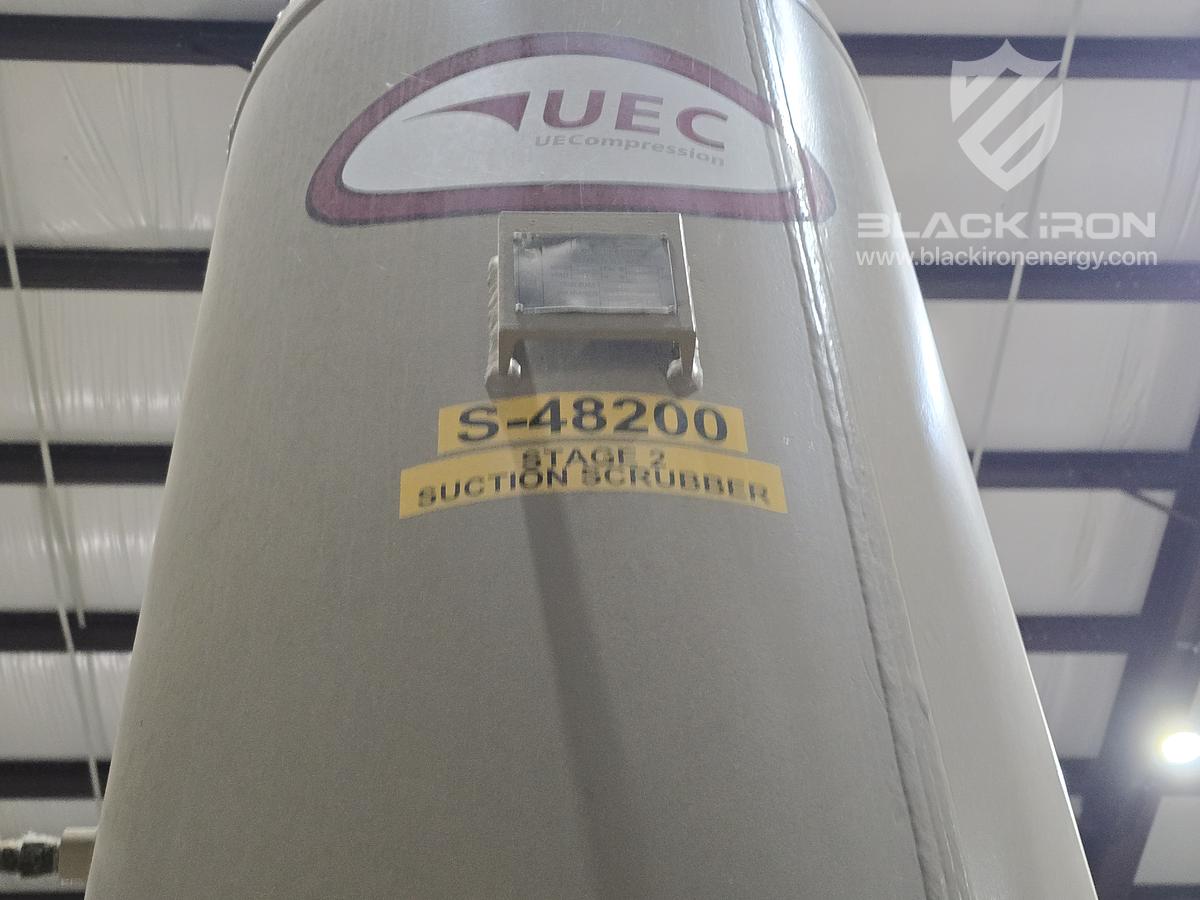 UEC
UECompression
BLACK iRON
www.blackironenergy.com
S-48200
STAGE 2
SUCTION SCRUBBER